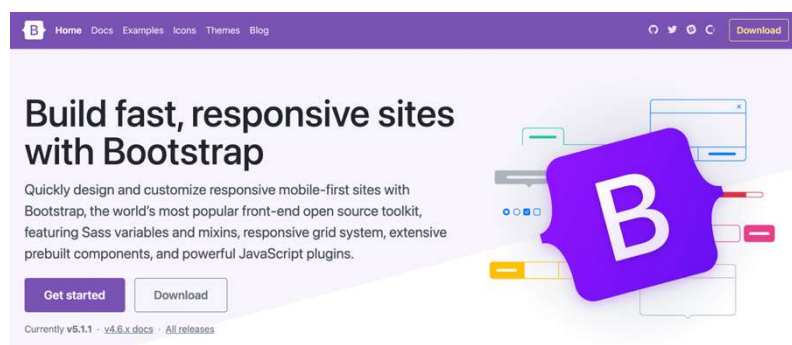 B Home Docs Examples Icons Themes Blog Download
Build fast, responsive sites
with Bootstrap
Quickly design and customize responsive mobile-first sites with
Bootstrap, the world's most popular front-end open source toolkit,
featuring Sass variables and mixins, responsive grid system, extensive
prebuilt components, and powerful JavaScript plugins.
B
Get started Download
Currently v5.1.1 · v4.6.x docs · All releases